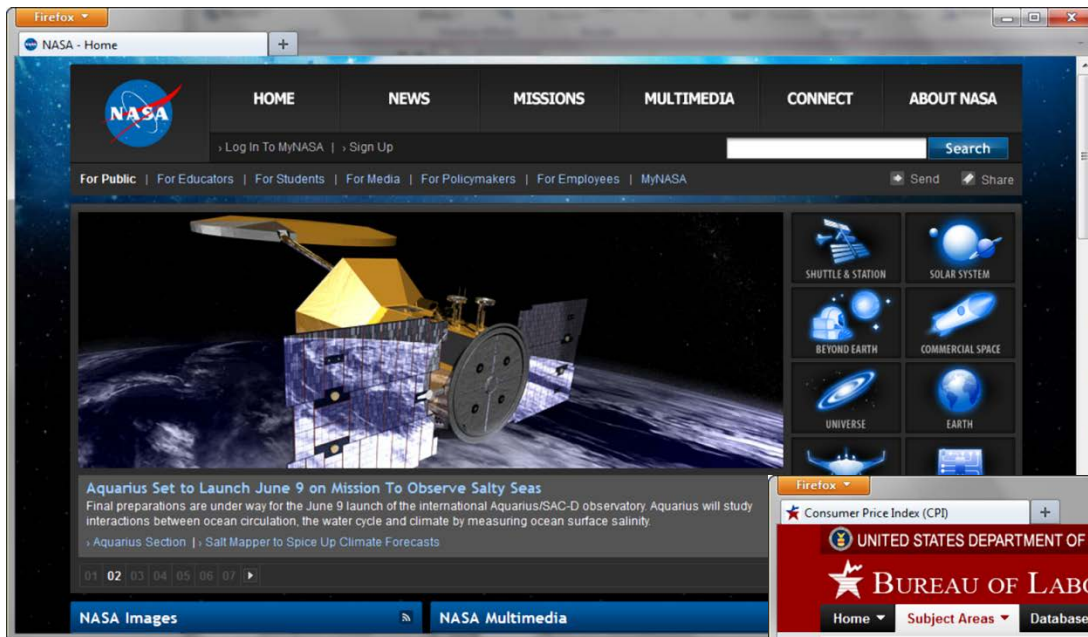 Firefox
NASA - Home
NASA
HOME NEWS MISSIONS MULTIMEDIA CONNECT ABOUT NASA
› Log In To MyNASA | › Sign Up
Search
For Public | For Educators | For Students | For Media | For Policymakers | For Employees | MyNASA
Send Share
SHUTTLE & STATION SOLAR SYSTEM
BEYOND EARTH COMMERCIAL SPACE
UNIVERSE EARTH
Aquarius Set to Launch June 9 on Mission To Observe Salty Seas
Final preparations are under way for the June 9 launch of the international Aquarius/SAC-D observatory. Aquarius will study
interactions between ocean circulation, the water cycle and climate by measuring ocean surface salinity.
› Aquarius Section | › Salt Mapper to Spice Up Climate Forecasts
01 02 03 04 05 06 07
NASA Images NASA Multimedia
Firefox
Consumer Price Index (CPI)
UNITED STATES DEPARTMENT OF
BUREAU OF LABO
Home Subject Areas Database